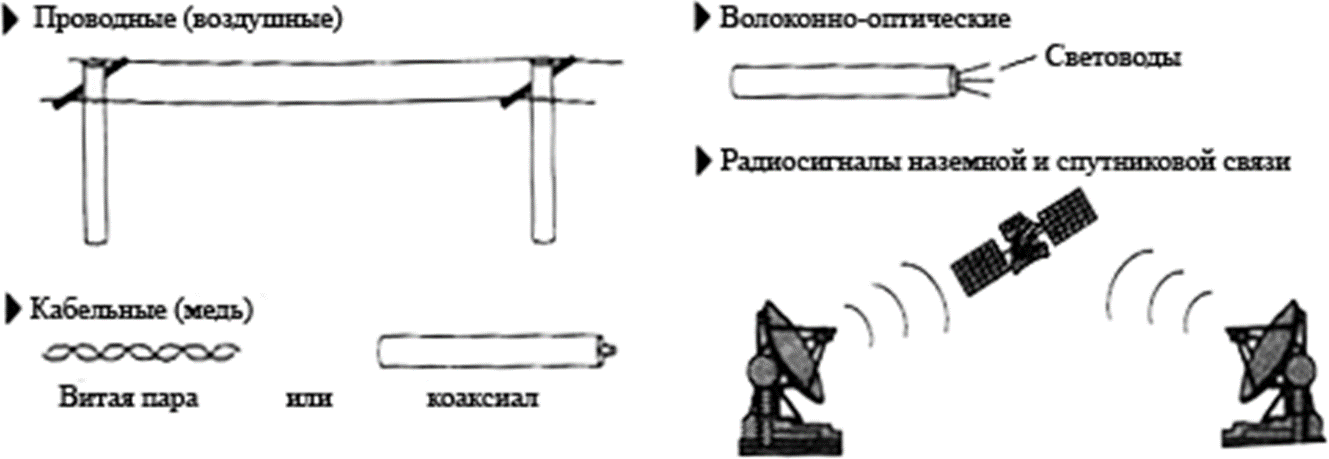 Проводные (воздушные)
Кабельные (медь)
Витая пара или коаксиал
Волоконно-оптические
Световоды
Радиосигналы наземной и спутниковой связи